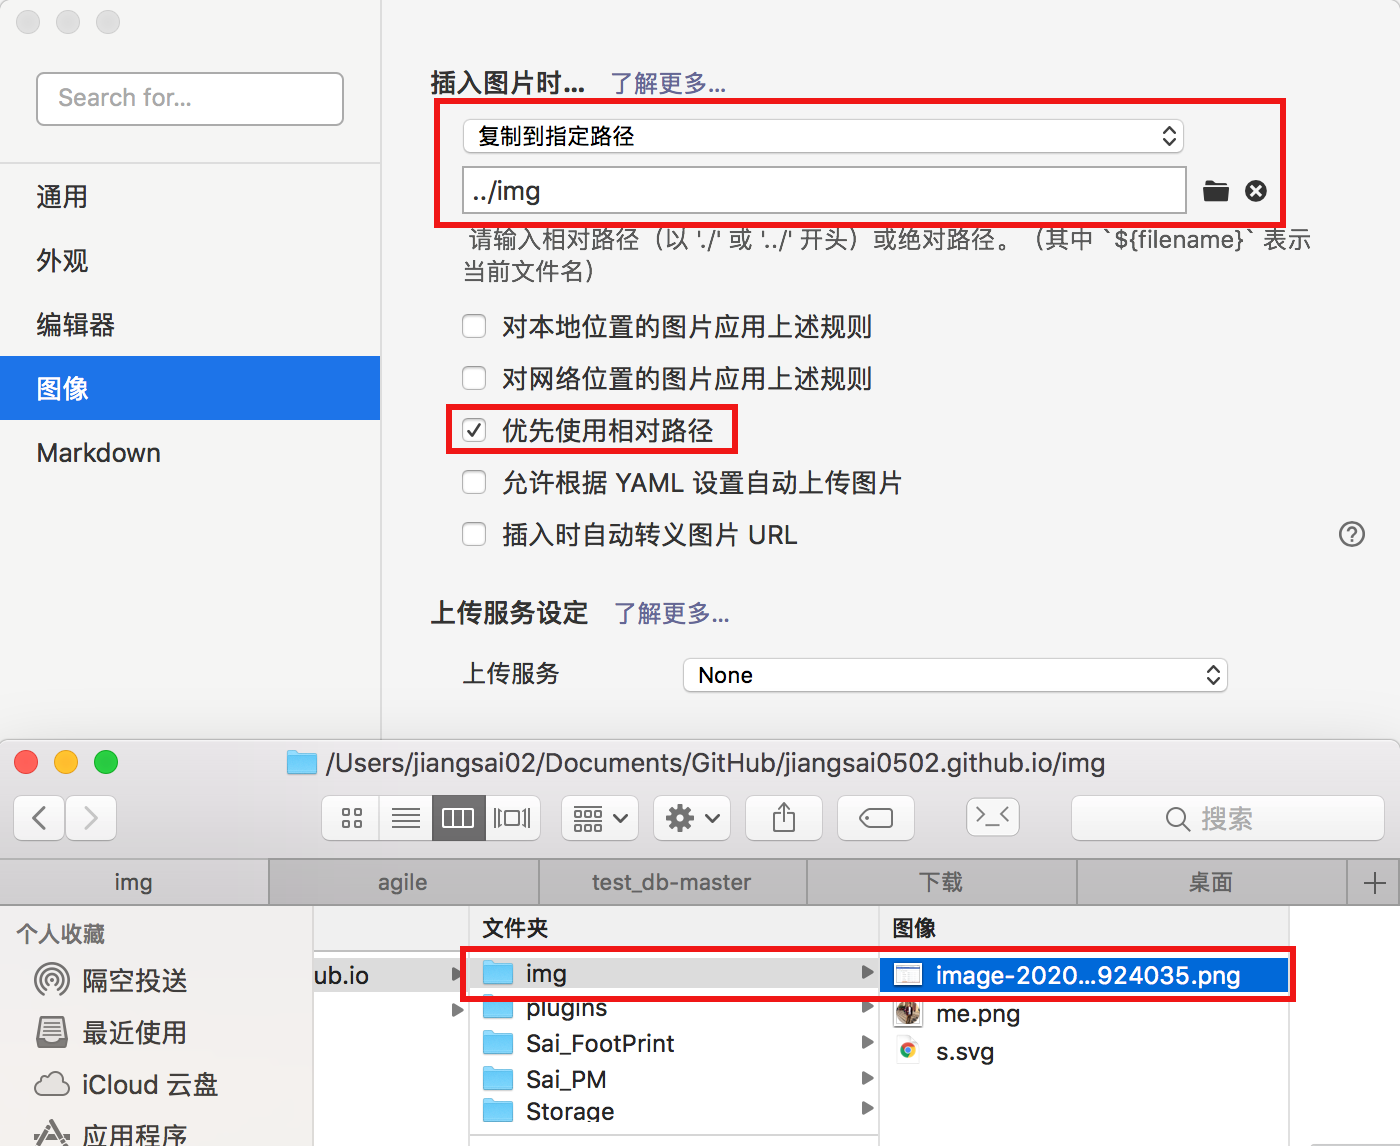 Search for...
通用
外观
编辑器
图像
Markdown
插入图片时... 了解更多...
复制到指定路径
../img
请输入相对路径（以 './' 或 '../' 开头）或绝对路径。（其中 `${filename}` 表示
当前文件名）
对本地位置的图片应用上述规则
对网络位置的图片应用上述规则
优先使用相对路径
允许根据 YAML 设置自动上传图片
插入时自动转义图片 URL
上传服务设定 了解更多...
上传服务 None
/Users/jiangsai02/Documents/GitHub/jiangsai0502.github.io/img
搜索
img agile test_db-master 下载 桌面
个人收藏
隔空投送
最近使用
iCloud 云盘
应用程序
ub.io
文件夹
img
plugins
Sai_FootPrint
Sai_PM
Storage
图像
image-2020...924035.png
me.png
s.svg